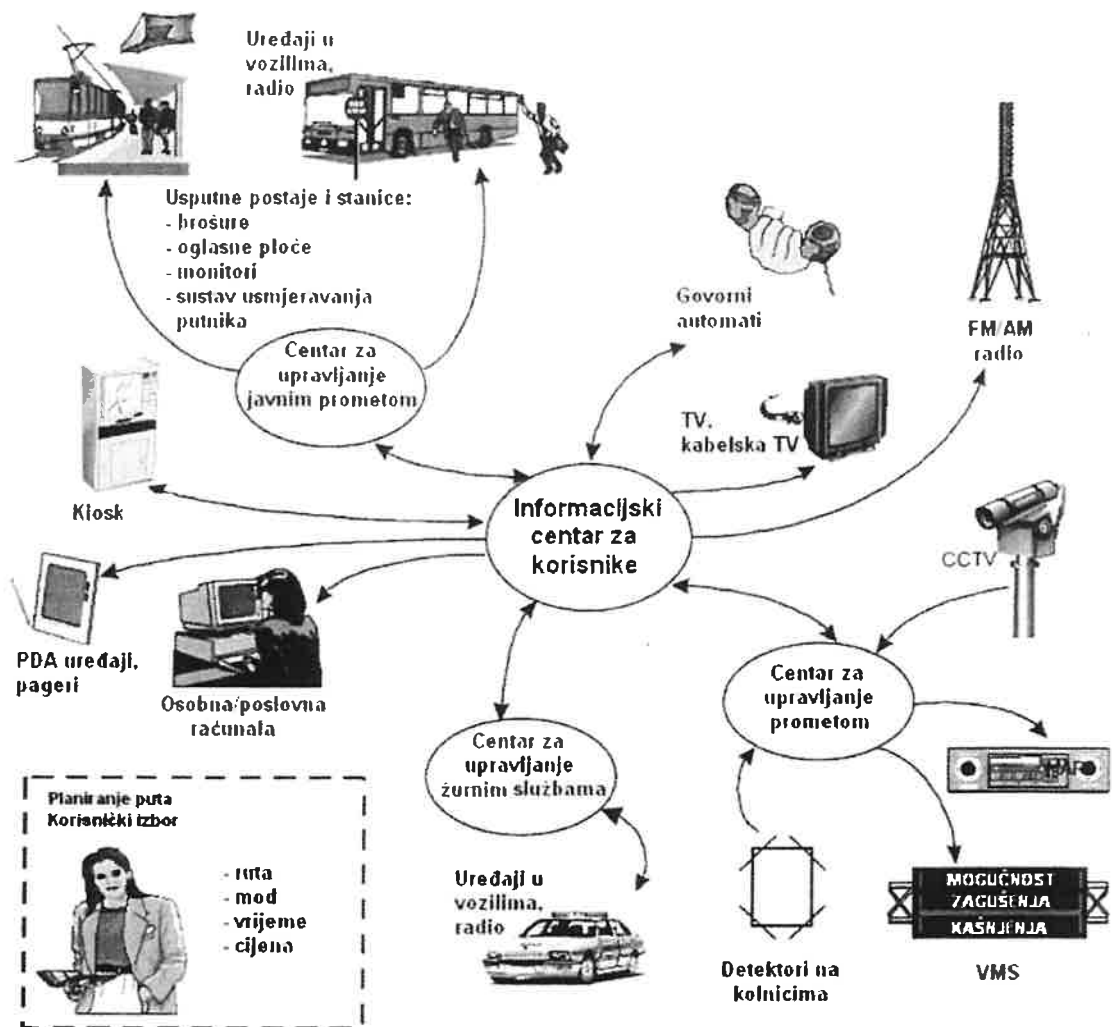 Uređaji u
vozilima,
radio
Usputne postaje i stanice:
- brošure
- oglasne ploče
- monitori
- sustav usmjeravanja
putnika
Centar za
upravljanje
javnim prometom
Govorni
automati
FM/AM
radio
TV.
kabelska TV
Kiosk
Informacijski
centar za
korisnike
CCTV
PDA uređaji,
pageri
Osobna/poslovna
računala
Centar za
upravljanje
prometom
Centar za
upravljanje
žurnim službama
Planiranje puta
Korisnički izbor
- ruta
- mod
- vrijeme
- cijena
Uređaji u
vozilima,
radio
Detektori na
kolnicima
MOGUĆNOST
ZAGUŠENJA
KAŠNJENJA
VMS